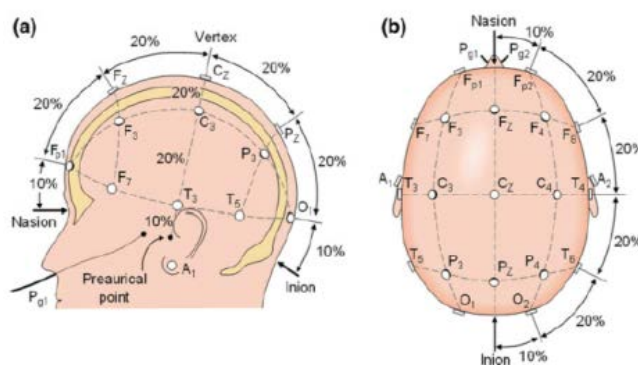 (a)
20%
Vertex
20%
Fz
Cz
20%
20%
20%
Pz
F3
C3
20%
20%
P3
Fp1
F7
10%
T3
T5
O1
Nasion
10%
10%
Preaurical
point
A1
Inion
Pg1
(b)
Nasion
10%
Pg1
Pg2
Fp1
Fp2
20%
F7
F3
Fz
F4
F8
20%
A1
T3
C3
Cz
C4
T4
A2
20%
T5
P3
Pz
P4
T6
O1
O2
20%
Inion
10%